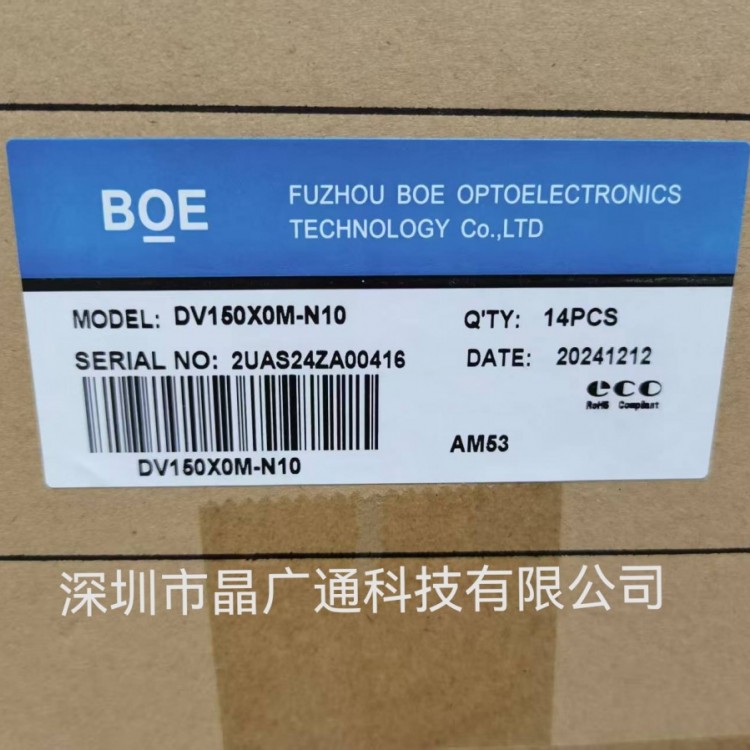 BOE
FUZHOU BOE OPTOELECTRONICS
TECHNOLOGY Co.,LTD
MODEL: DV150X0M-N10
Q'TY: 14PCS
SERIAL NO: 2UAS24ZA00416
DATE: 20241212
eco
RoHS Compliant
DV150X0M-N10
AM53
深圳市晶广通科技有限公司